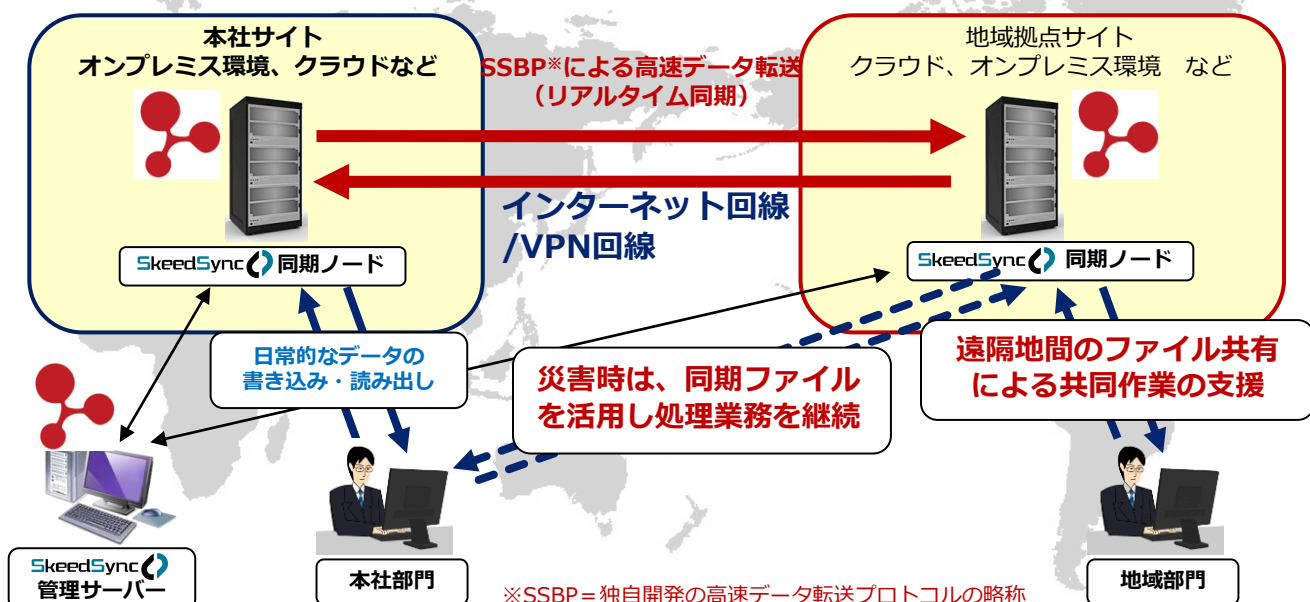 本社サイト
オンプレミス環境、クラウドなど
SSBP※による高速データ転送
（リアルタイム同期）
地域拠点サイト
クラウド、オンプレミス環境　など
インターネット回線
/VPN回線
SkeedSync 同期ノード
SkeedSync 同期ノード
日常的なデータの
書き込み・読み出し
災害時は、同期ファイル
を活用し処理業務を継続
遠隔地間のファイル共有
による共同作業の支援
SkeedSync
管理サーバー
本社部門
地域部門
※SSBP＝独自開発の高速データ転送プロトコルの略称